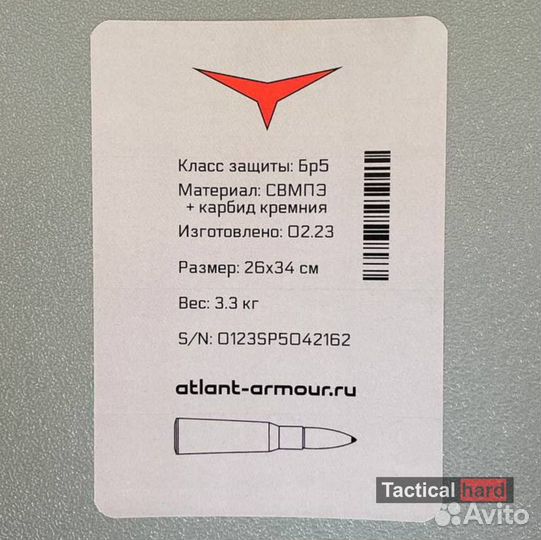 Класс защиты: Бр5
Материал: СВМПЭ
+ карбид кремния
Изготовлено: 02.23
Размер: 26x34 см
Вес: 3.3 кг
S/N: 0123SP5042162
atlant-armour.ru
Tactical hard
Avito